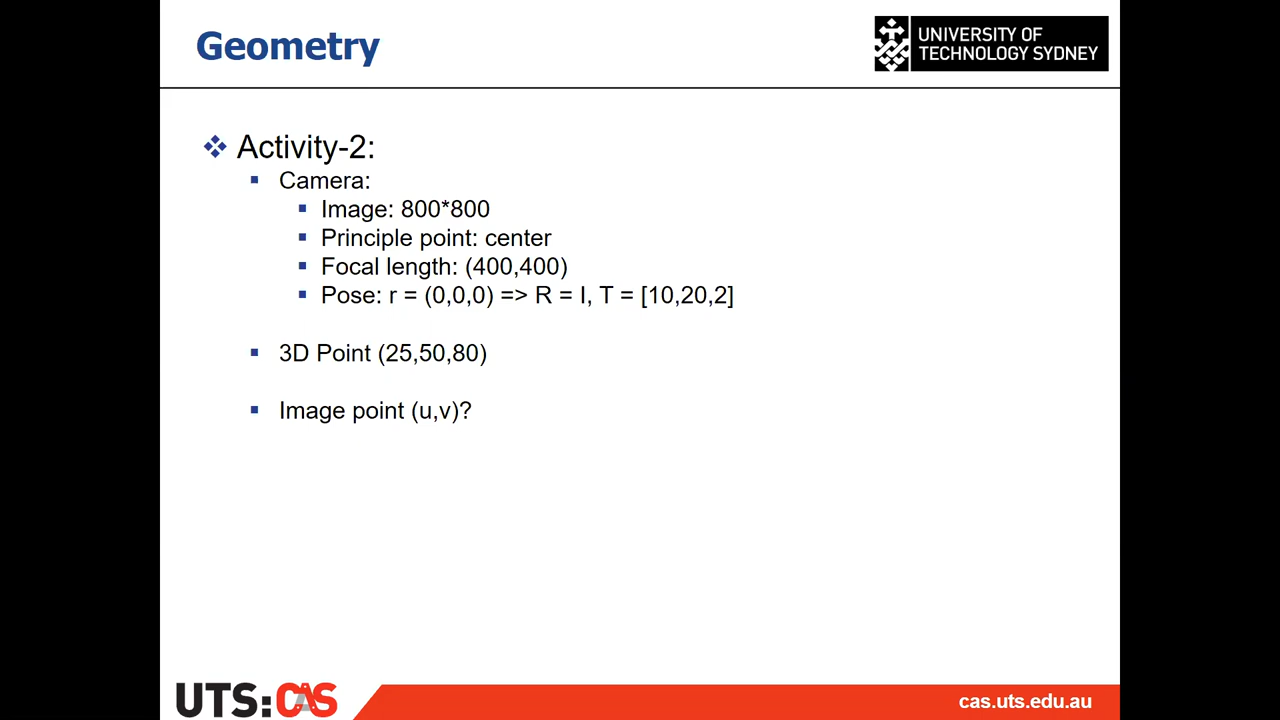 Geometry
UNIVERSITY OF
TECHNOLOGY SYDNEY
Activity-2:
Camera:
Image: 800*800
Principle point: center
Focal length: (400,400)
Pose: r = (0,0,0) => R = I, T = [10,20,2]
3D Point (25,50,80)
Image point (u,v)?
UTS:CAS
cas.uts.edu.au